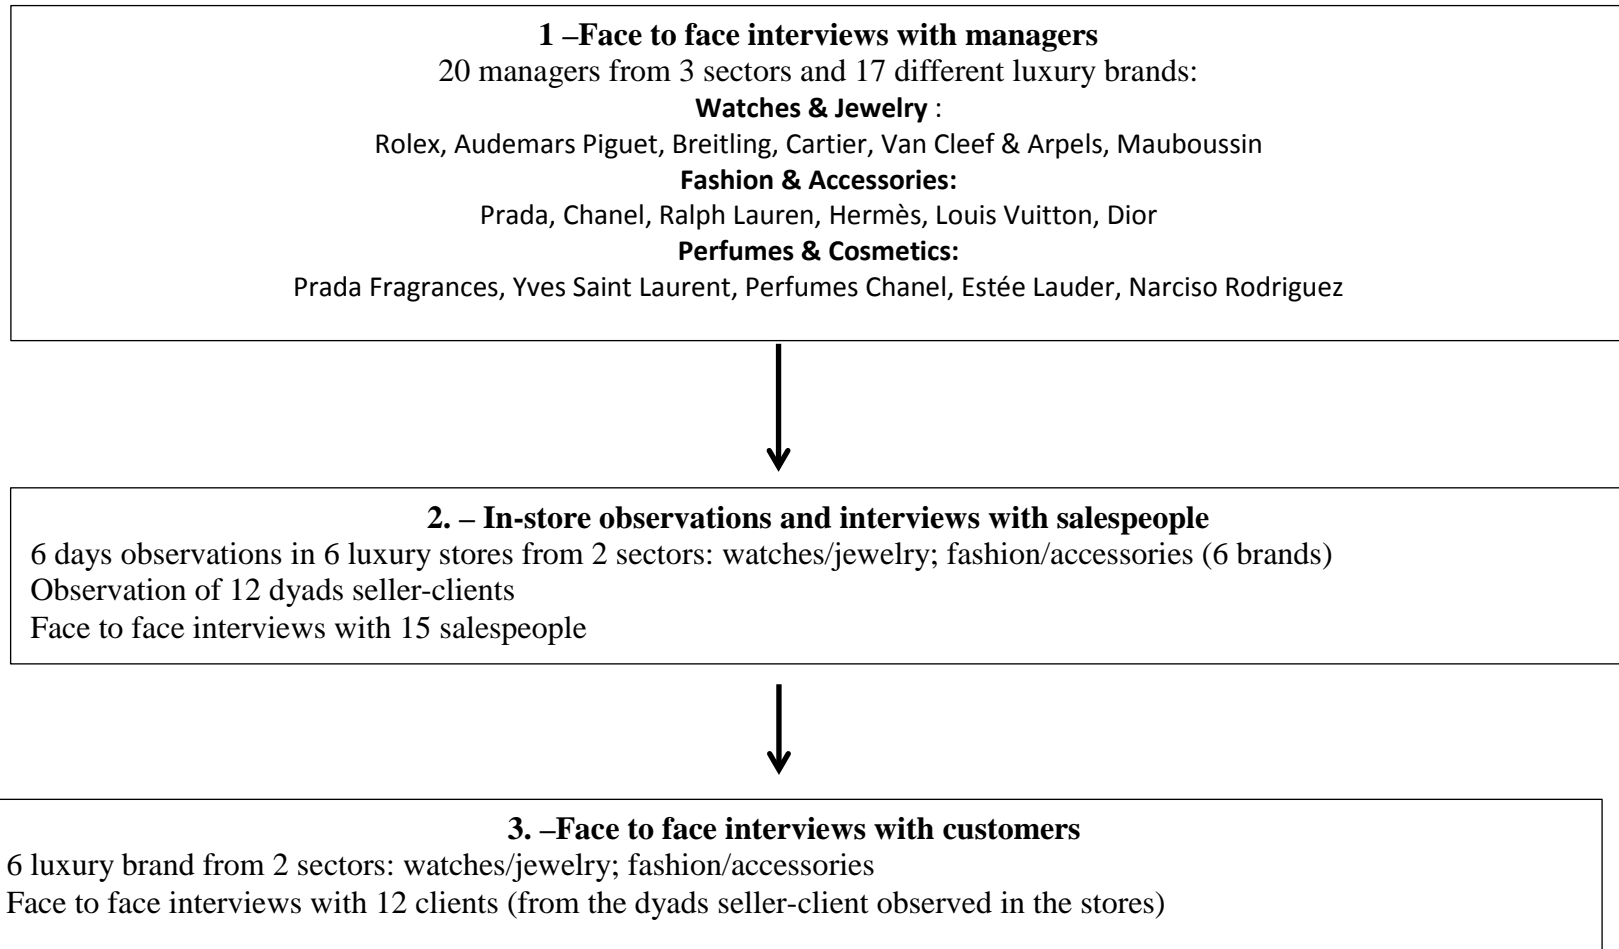 1 –Face to face interviews with managers
20 managers from 3 sectors and 17 different luxury brands:
Watches & Jewelry :
Rolex, Audemars Piguet, Breitling, Cartier, Van Cleef & Arpels, Mauboussin
Fashion & Accessories:
Prada, Chanel, Ralph Lauren, Hermès, Louis Vuitton, Dior
Perfumes & Cosmetics:
Prada Fragrances, Yves Saint Laurent, Perfumes Chanel, Estée Lauder, Narciso Rodriguez
2. – In-store observations and interviews with salespeople
6 days observations in 6 luxury stores from 2 sectors: watches/jewelry; fashion/accessories (6 brands)
Observation of 12 dyads seller-clients
Face to face interviews with 15 salespeople
3. –Face to face interviews with customers
6 luxury brand from 2 sectors: watches/jewelry; fashion/accessories
Face to face interviews with 12 clients (from the dyads seller-client observed in the stores)